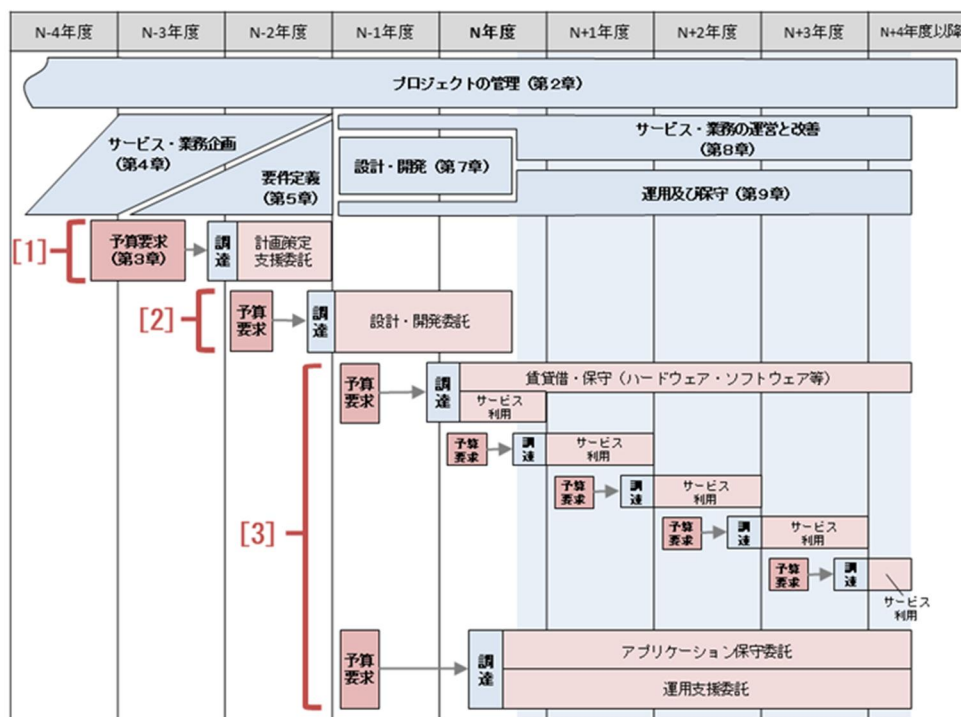 N-4年度
N-3年度
N-2年度
N-1年度
N年度
N+1年度
N+2年度
N+3年度
N+4年度以降
プロジェクトの管理（第2章）
サービス・業務企画
（第4章）
要件定義
（第5章）
設計・開発（第7章）
サービス・業務の運営と改善
（第8章）
運用及び保守（第9章）
[1]
予算要求
（第3章）
調
達
計画策定
支援委託
[2]
予算
要求
調
達
設計・開発委託
[3]
予算
要求
調
達
賃貸借・保守（ハードウェア・ソフトウェア等）
サービス
利用
予算
要求
調
達
サービス
利用
予算
要求
調
達
サービス
利用
予算
要求
調
達
サービス
利用
予算
要求
調
達
サービス
利用
予算
要求
調
達
アプリケーション保守委託
運用支援委託